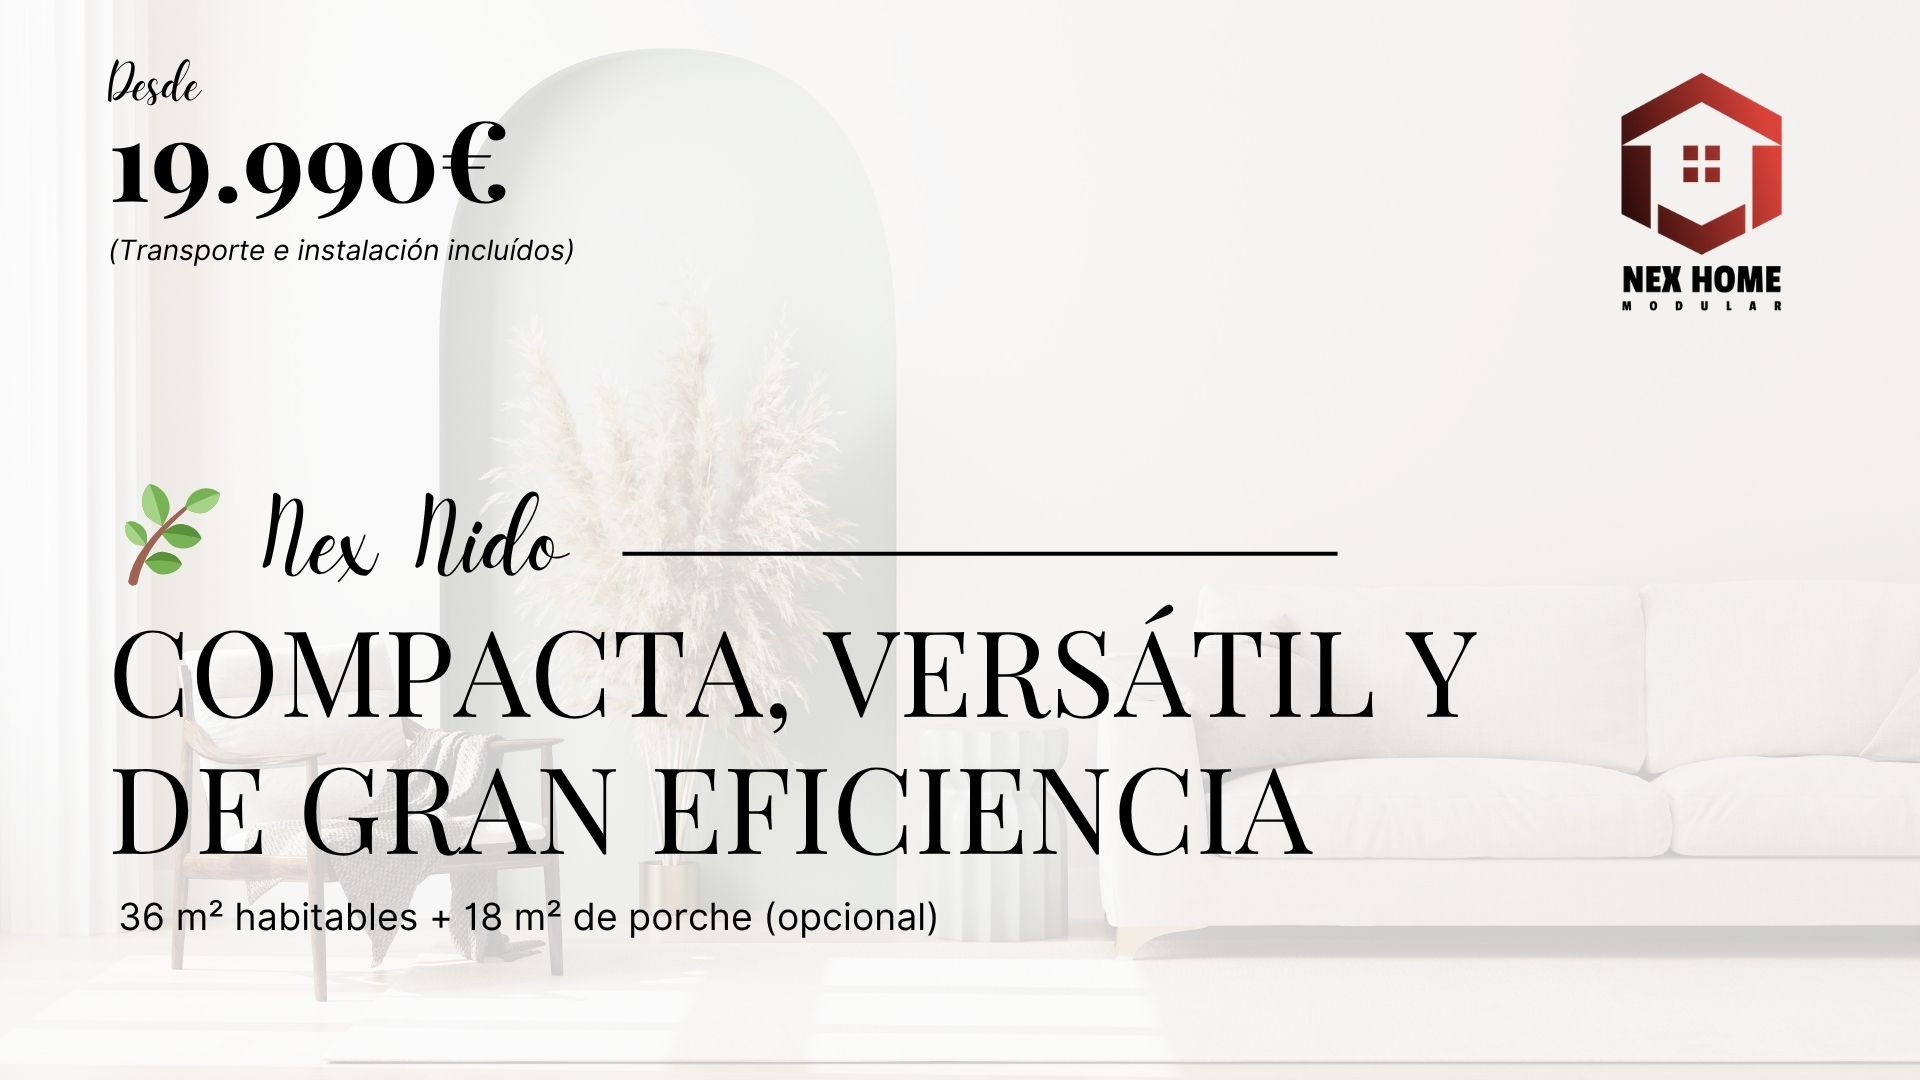 Desde
19.990€
(Transporte e instalación incluídos)
NEX HOME
MODULAR
Nex Nido
COMPACTA, VERSÁTIL Y
DE GRAN EFICIENCIA
36 m² habitables + 18 m² de porche (opcional)